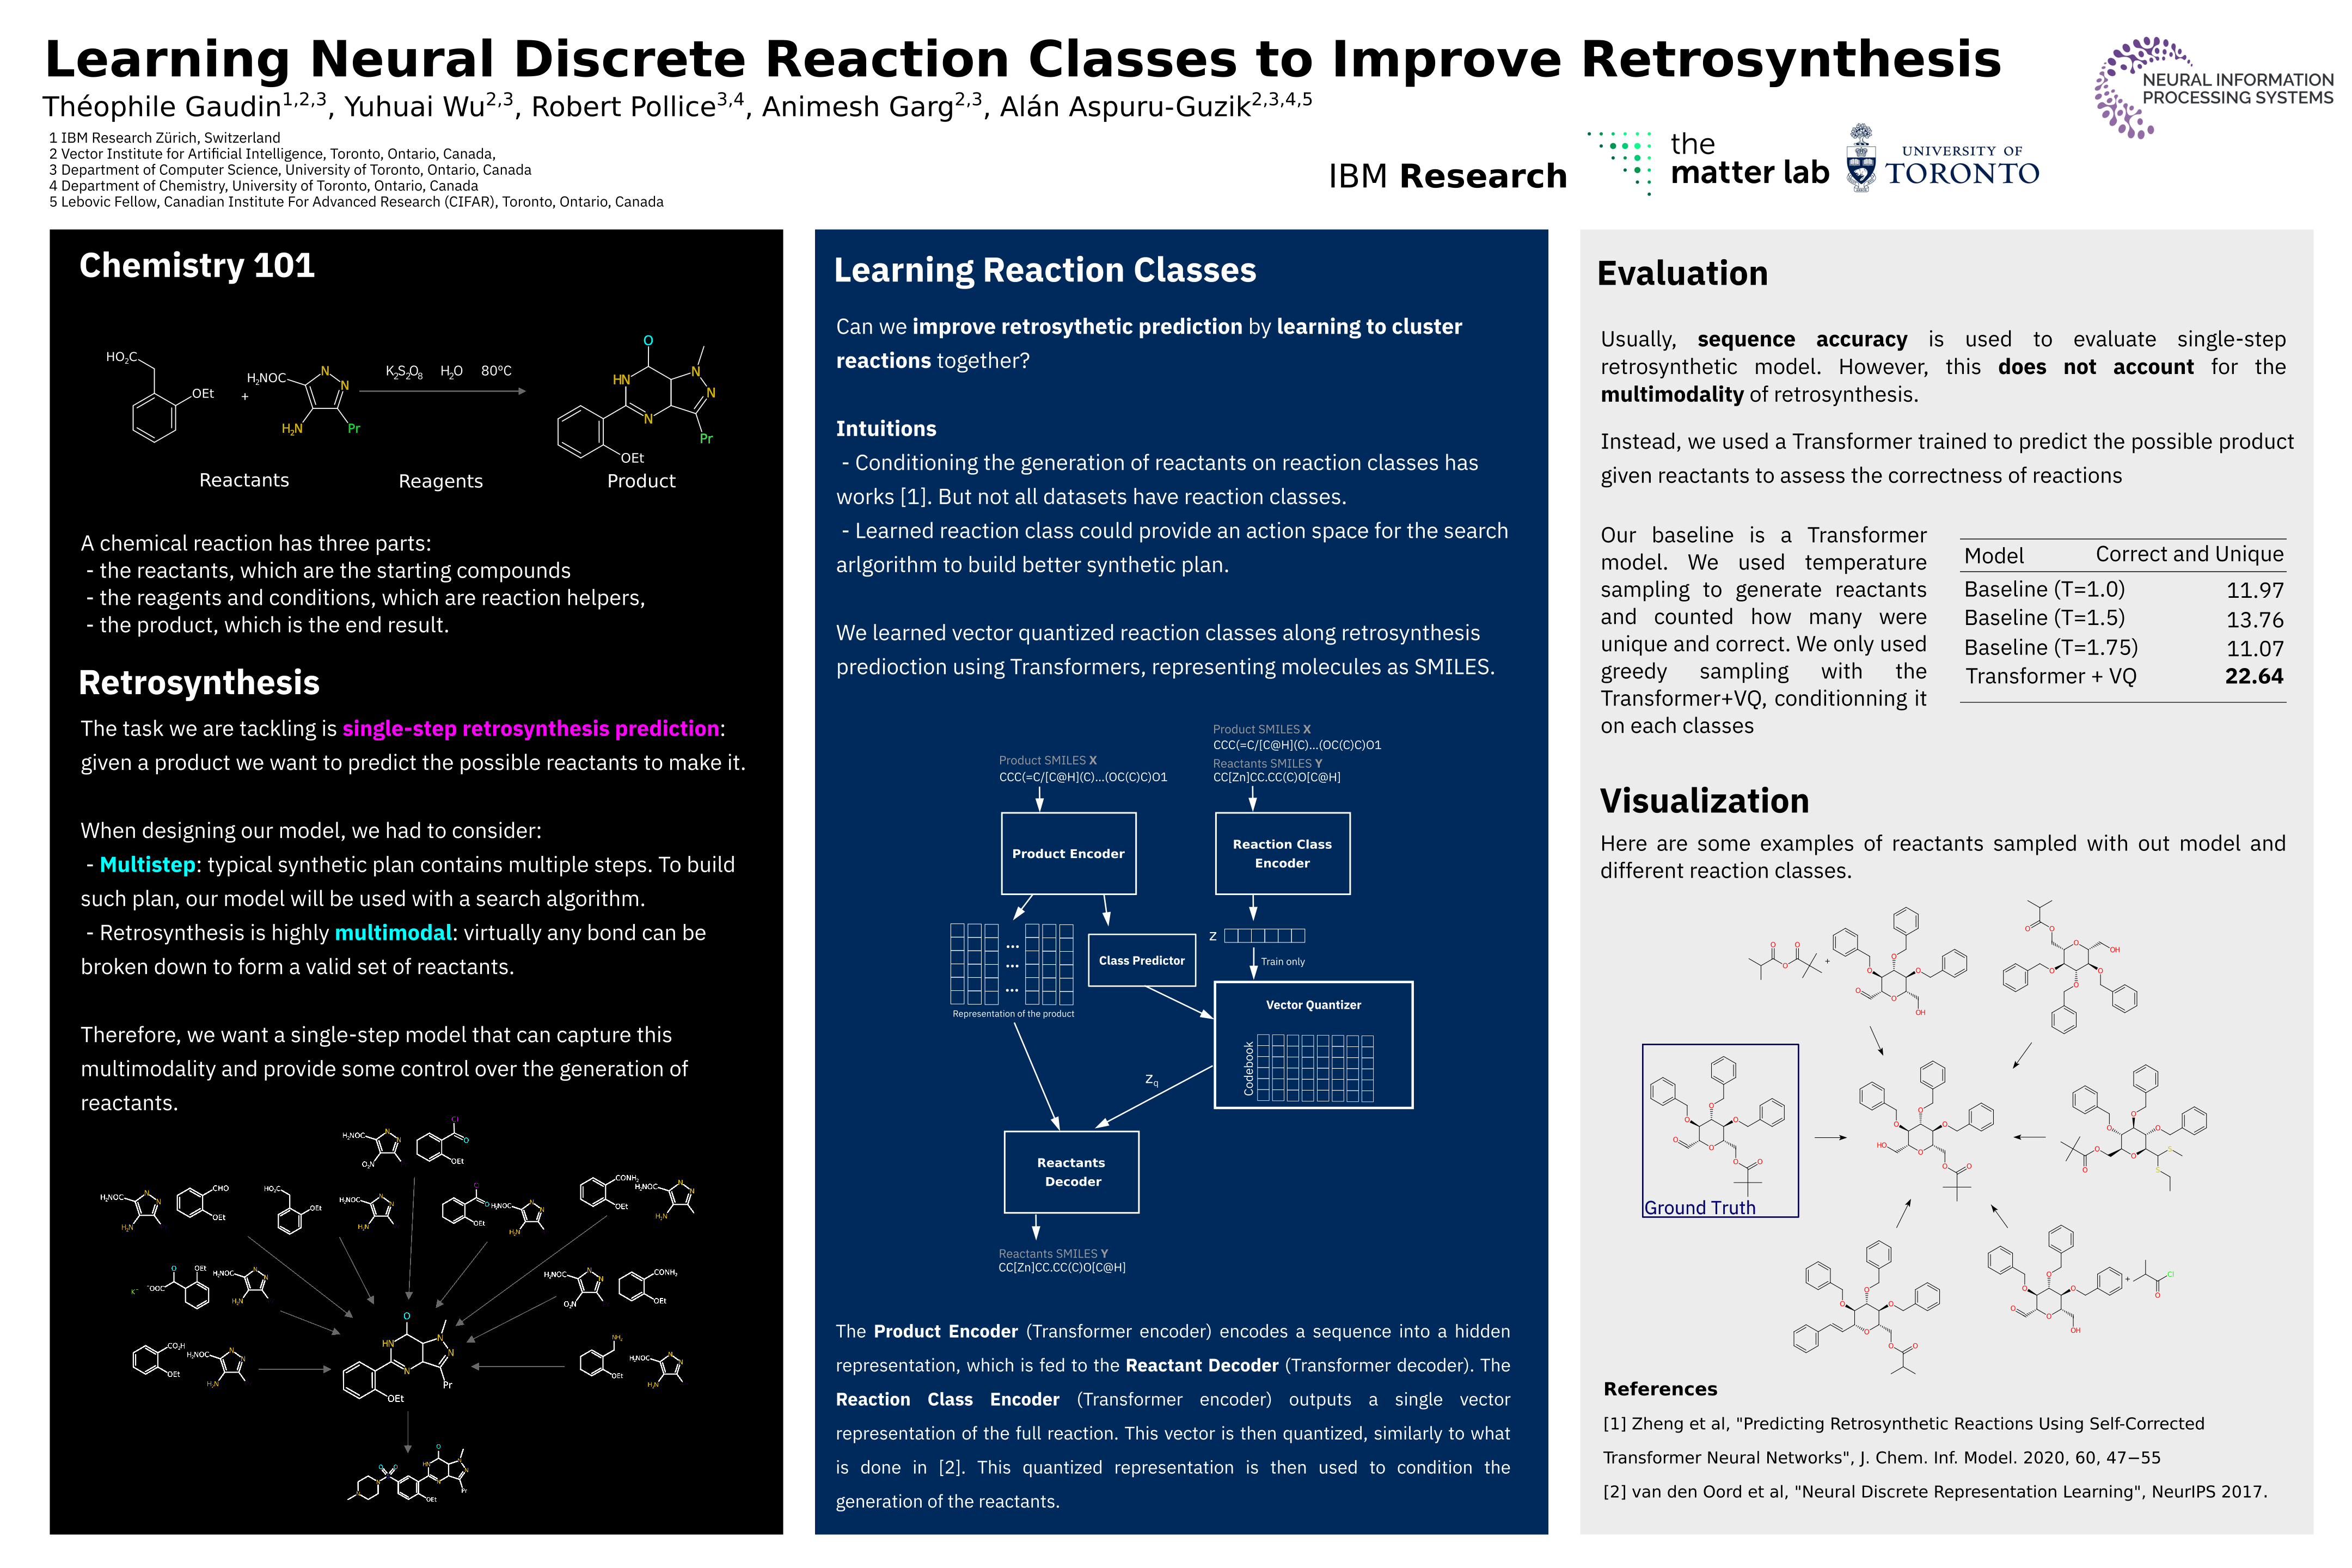 Learning Neural Discrete Reaction Classes to Improve Retrosynthesis
Théophile Gaudin1,2,3, Yuhuai Wu2,3, Robert Pollice3,4, Animesh Garg2,3, Alán Aspuru-Guzik2,3,4,5
1 IBM Research Zürich, Switzerland
2 Vector Institute for Artificial Intelligence, Toronto, Ontario, Canada,
3 Department of Computer Science, University of Toronto, Ontario, Canada
4 Department of Chemistry, University of Toronto, Ontario, Canada
5 Lebovic Fellow, Canadian Institute For Advanced Research (CIFAR), Toronto, Ontario, Canada
IBM Research
the
matter lab
UNIVERSITY OF
TORONTO
NEURAL INFORMATION
PROCESSING SYSTEMS
Chemistry 101
HO2C
OEt
+
H2NOC
N
N
H2N
Pr
K2S2O8 H2O 80°C
O
HN
N
N
N
Pr
OEt
Reactants
Reagents
Product
A chemical reaction has three parts:
- the reactants, which are the starting compounds
- the reagents and conditions, which are reaction helpers,
- the product, which is the end result.
Retrosynthesis
The task we are tackling is single-step retrosynthesis prediction:
given a product we want to predict the possible reactants to make it.
When designing our model, we had to consider:
- Multistep: typical synthetic plan contains multiple steps. To build
such plan, our model will be used with a search algorithm.
- Retrosynthesis is highly multimodal: virtually any bond can be
broken down to form a valid set of reactants.
Therefore, we want a single-step model that can capture this
multimodality and provide some control over the generation of
reactants.
Learning Reaction Classes
Can we improve retrosythetic prediction by learning to cluster
reactions together?
Intuitions
- Conditioning the generation of reactants on reaction classes has
works [1]. But not all datasets have reaction classes.
- Learned reaction class could provide an action space for the search
arlgorithm to build better synthetic plan.
We learned vector quantized reaction classes along retrosynthesis
predioction using Transformers, representing molecules as SMILES.
Product SMILES X
CCC(=C/[C@H](C)...(OC(C)C)O1
Product SMILES X
CCC(=C/[C@H](C)...(OC(C)C)O1
Reactants SMILES Y
CC[Zn]CC.CC(C)O[C@H]
Product Encoder
Reaction Class
Encoder
...
...
...
Representation of the product
Class Predictor
Z
Train only
Vector Quantizer
Codebook
Zq
Reactants
Decoder
Reactants SMILES Y
CC[Zn]CC.CC(C)O[C@H]
The Product Encoder (Transformer encoder) encodes a sequence into a hidden
representation, which is fed to the Reactant Decoder (Transformer decoder). The
Reaction Class Encoder (Transformer encoder) outputs a single vector
representation of the full reaction. This vector is then quantized, similarly to what
is done in [2]. This quantized representation is then used to condition the
generation of the reactants.
Evaluation
Usually, sequence accuracy is used to evaluate single-step
retrosynthetic model. However, this does not account for the
multimodality of retrosynthesis.
Instead, we used a Transformer trained to predict the possible product
given reactants to assess the correctness of reactions
Our baseline is a Transformer
model. We used temperature
sampling to generate reactants
and counted how many were
unique and correct. We only used
greedy sampling with the
Transformer+VQ, conditionning it
on each classes
Model Correct and Unique
Baseline (T=1.0) 11.97
Baseline (T=1.5) 13.76
Baseline (T=1.75) 11.07
Transformer + VQ 22.64
Visualization
Here are some examples of reactants sampled with out model and
different reaction classes.
Ground Truth
References
[1] Zheng et al, "Predicting Retrosynthetic Reactions Using Self-Corrected
Transformer Neural Networks", J. Chem. Inf. Model. 2020, 60, 47−55
[2] van den Oord et al, "Neural Discrete Representation Learning", NeurIPS 2017.